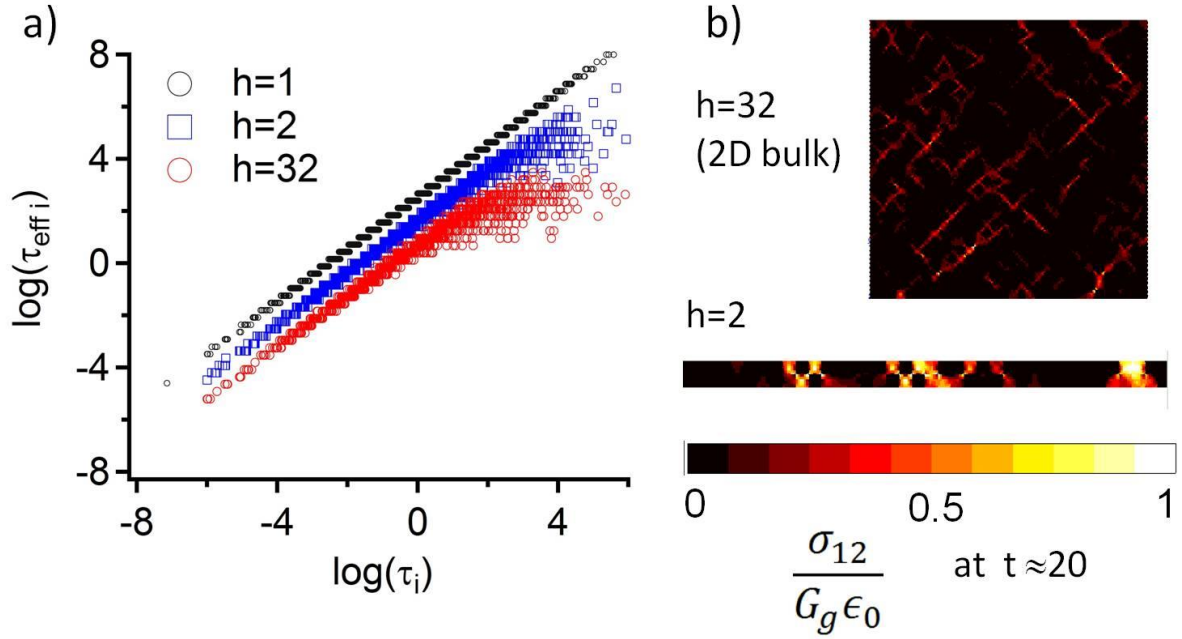 a)
8
4
0
-4
-8
log(τeff i)
h=1
h=2
h=32
-8
-4
0
4
log(τi)
b)
h=32
(2D bulk)
h=2
0
0.5
1
σ12
Ggϵ0
at t ≈20